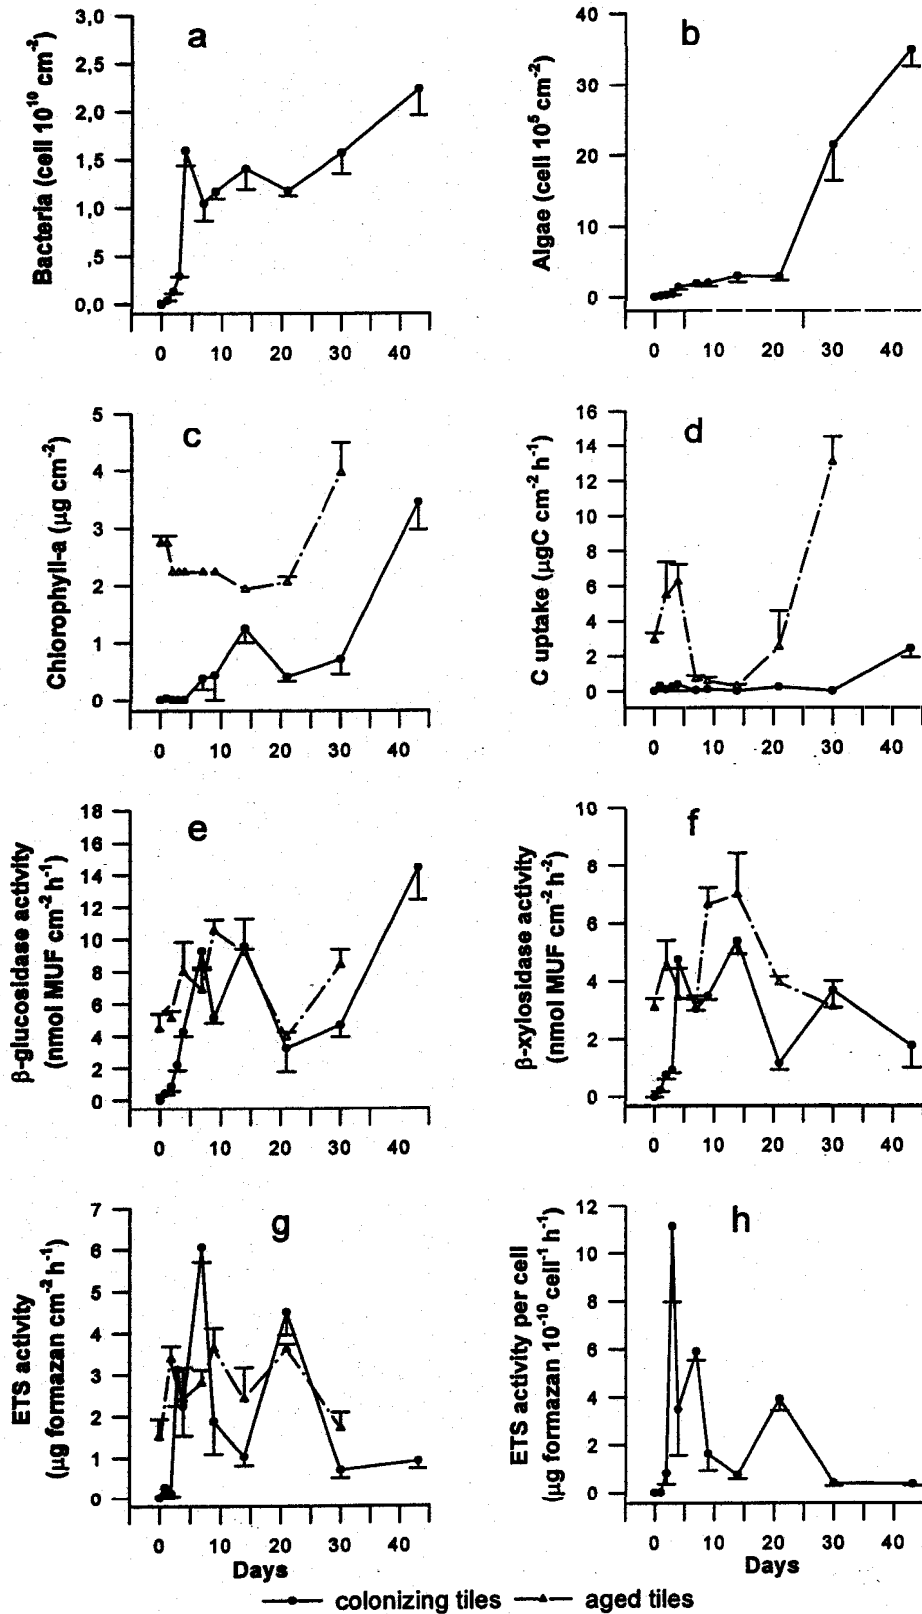 a
Bacteria (cell 10¹⁰ cm⁻²)
3,0
2,5
2,0
1,5
1,0
,5
0,0
0 10 20 30 40
b
Algae (cell 10⁵ cm⁻²)
40
30
20
10
0
0 10 20 30 40
c
Chlorophyll-a (µg cm⁻²)
5
4
3
2
1
0
0 10 20 30 40
d
C uptake (µgC cm⁻² h⁻¹)
16
14
12
10
8
6
4
2
0
0 10 20 30 40
e
β-glucosidase activity
(nmol MUF cm⁻² h⁻¹)
18
16
14
12
10
8
6
4
2
0
0 10 20 30 40
f
β-xylosidase activity
(nmol MUF cm⁻² h⁻²)
10
8
6
4
2
0
0 10 20 30 40
g
ETS activity
(µg formazan cm⁻² h⁻¹)
7
6
5
4
3
2
1
0
0 10 20 30 40
Days
h
ETS activity per cell
(µg formazan 10⁻¹⁰ cell⁻¹ h⁻¹)
12
10
8
6
4
2
0
0 10 20 30 40
Days
colonizing tiles aged tiles